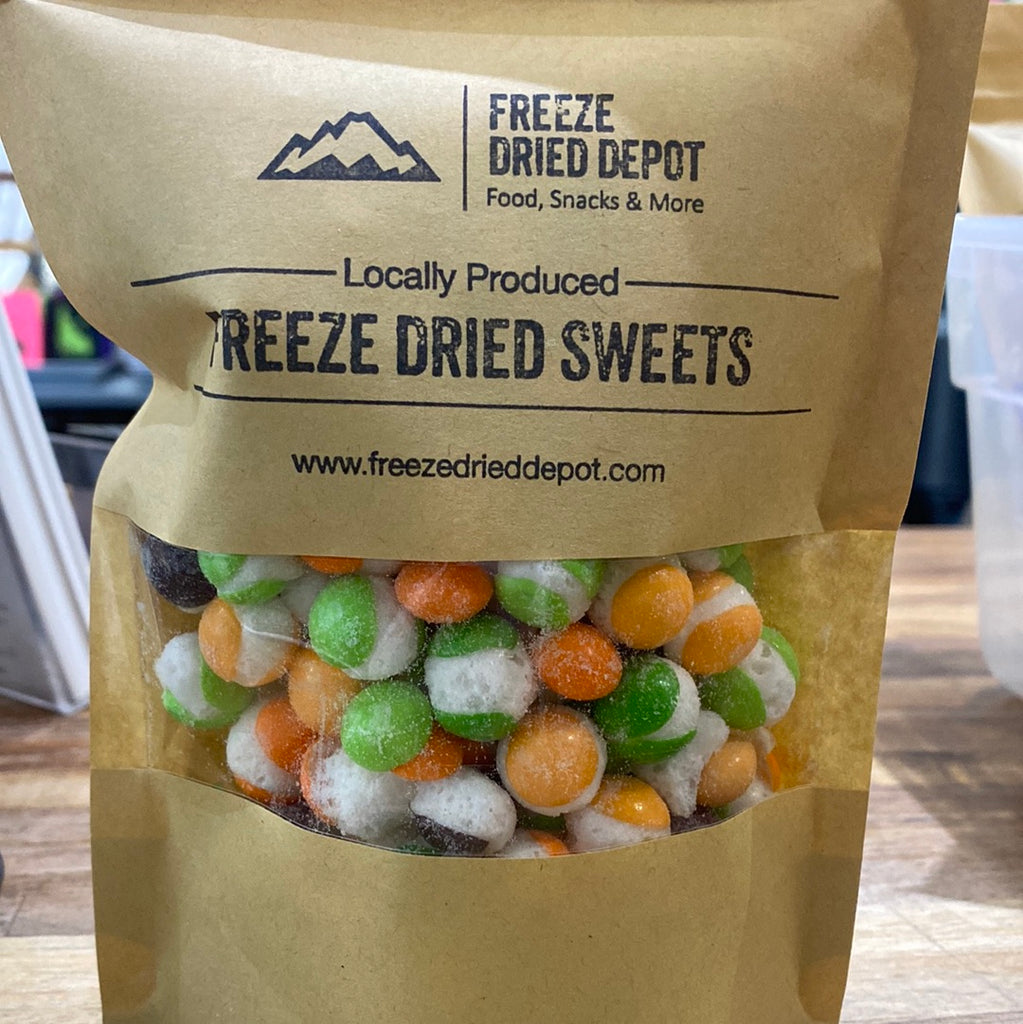 FREEZE
DRIED DEPOT
Food, Snacks & More
Locally Produced
FREEZE DRIED SWEETS
www.freezedrieddepot.com